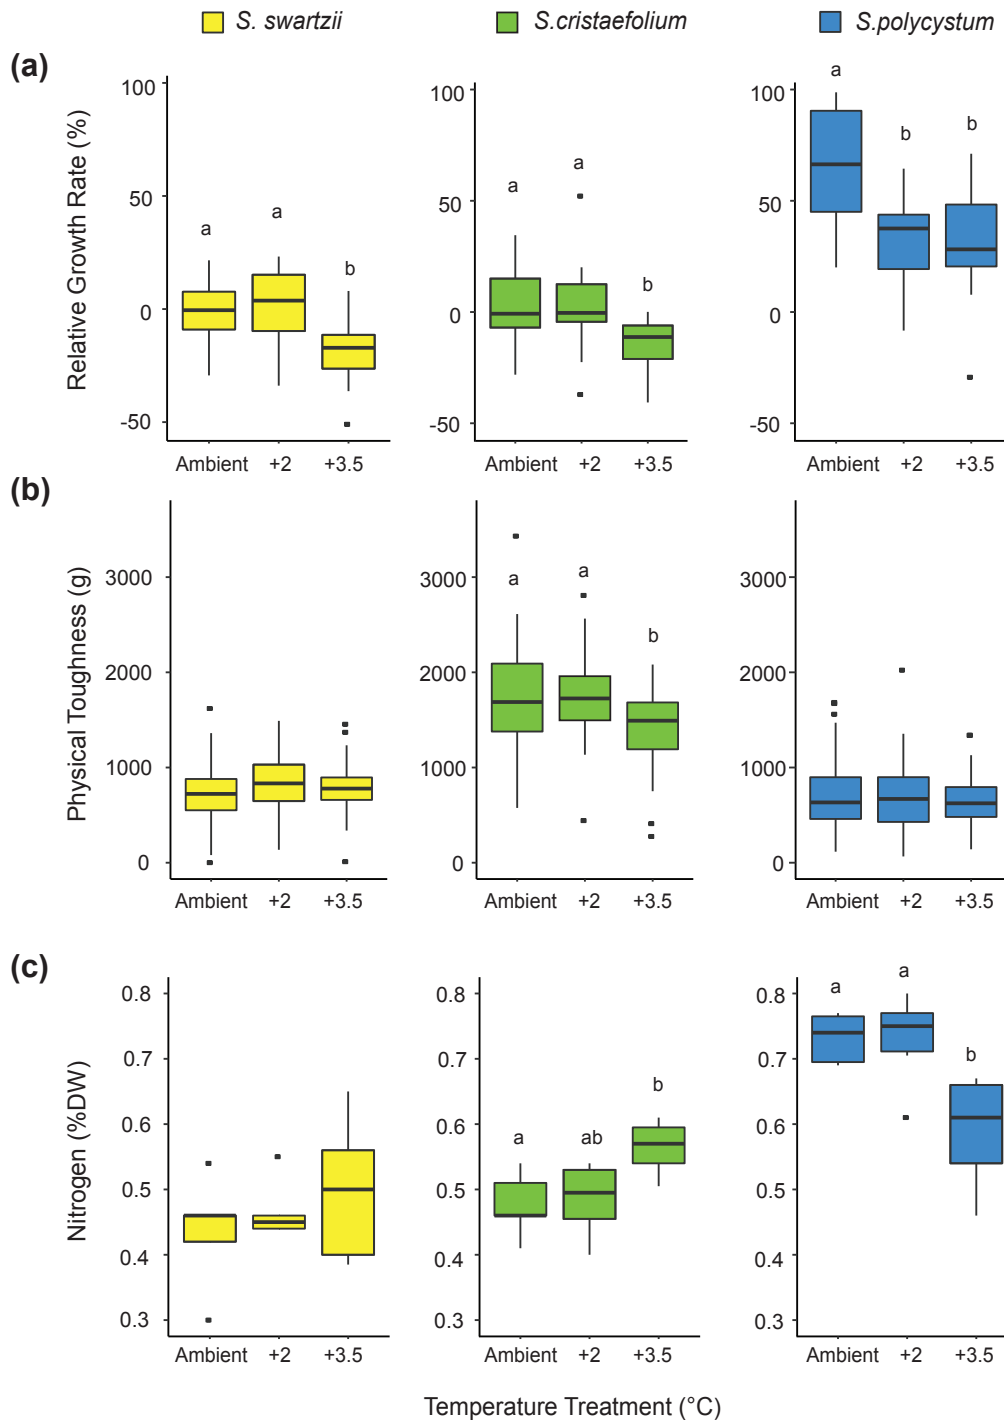 S. swartzii S.cristaefolium S.polycystum
(a)
Relative Growth Rate (%)
100 50 0 -50
a a b
Ambient +2 +3.5
100 50 0 -50
a a b
Ambient +2 +3.5
100 50 0 -50
a b b
Ambient +2 +3.5
(b)
Physical Toughness (g)
3000 2000 1000 0
Ambient +2 +3.5
3000 2000 1000 0
a a b
Ambient +2 +3.5
3000 2000 1000 0
Ambient +2 +3.5
(c)
Nitrogen (%DW)
0.8 0.7 0.6 0.5 0.4 0.3
Ambient +2 +3.5
0.8 0.7 0.6 0.5 0.4 0.3
a ab b
Ambient +2 +3.5
0.8 0.7 0.6 0.5 0.4 0.3
a a b
Ambient +2 +3.5
Temperature Treatment (°C)